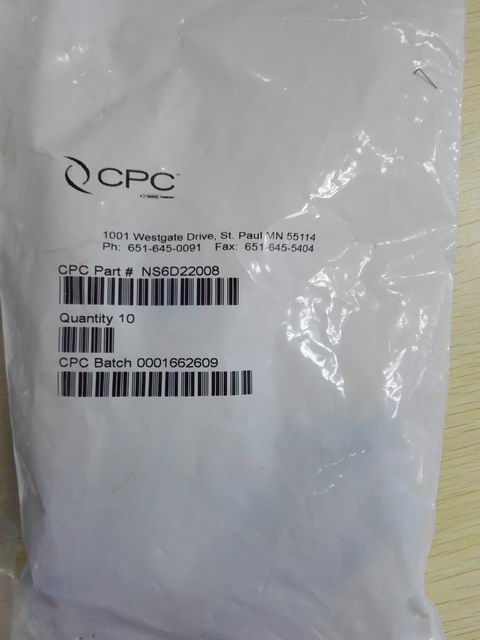 CPC
1001 Westgate Drive, St. Paul MN 55114
Ph: 651-645-0091 Fax: 651-645-5404
CPC Part # NS6D22008
Quantity 10
CPC Batch 0001662609